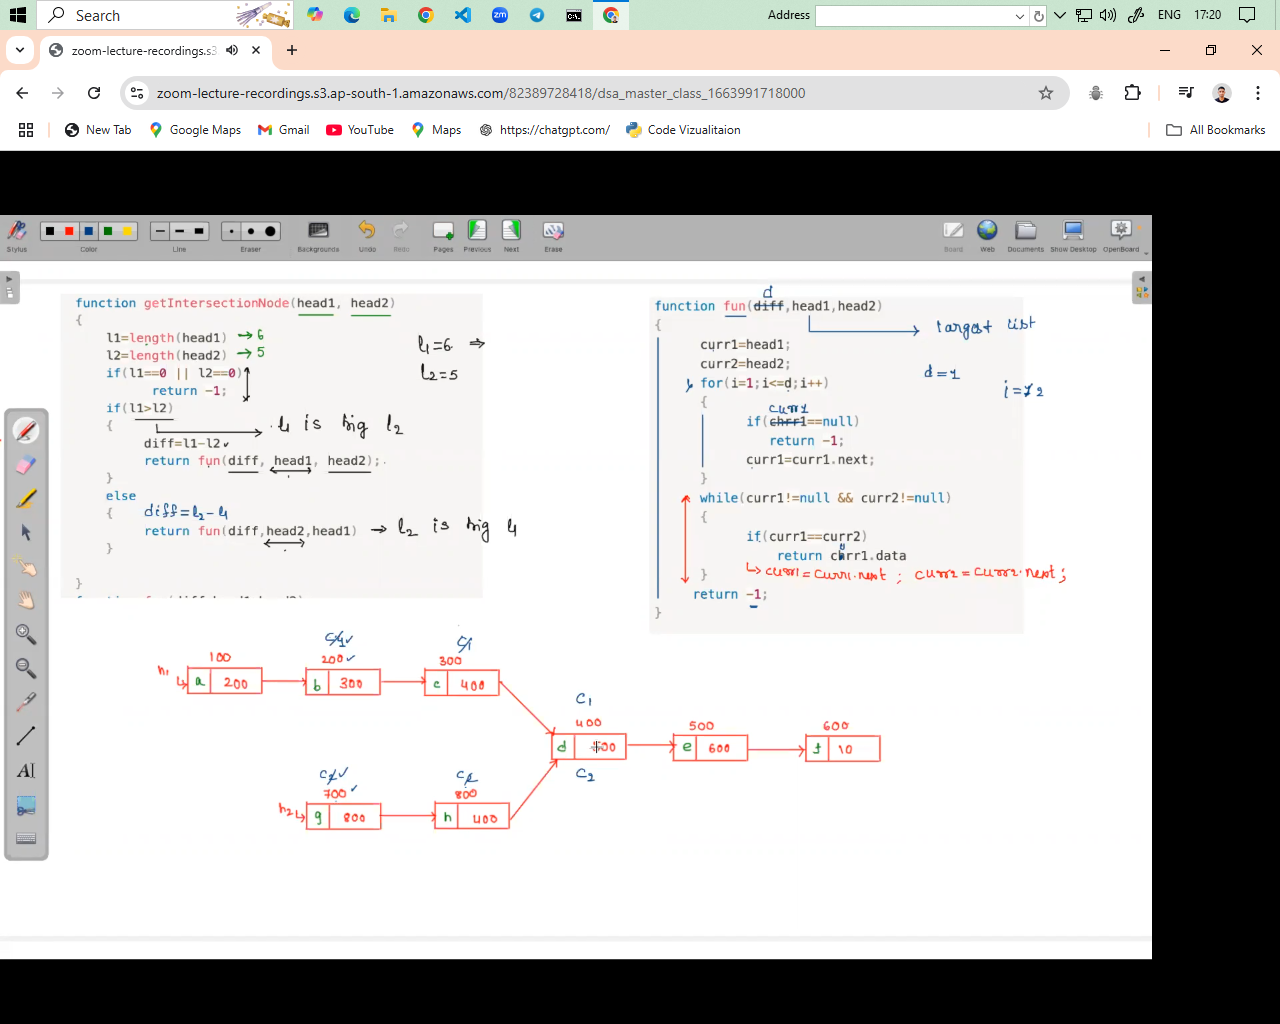 Search
Address
ENG
17:20
zoom-lecture-recordings.s3
zoom-lecture-recordings.s3.ap-south-1.amazonaws.com/82389728418/dsa_master_class_1663991718000
New Tab
Google Maps
Gmail
YouTube
Maps
https://chatgpt.com/
Code Vizualitaion
All Bookmarks
Stylus
Color
Line
Eraser
Backgrounds
Undo
Redo
Pages
Previous
Next
Erase
Board
Web
Documents
Show Desktop
OpenBoard
function getIntersectionNode(head1, head2)
{
l1=length(head1) → 6
l2=length(head2) → 5
if(l1==0 || l2==0)
return -1;
if(l1>l2)
{
l1 is big l2
diff=l1-l2
return fun(diff, head1, head2);
}
else
{ diff=l2-l1
return fun(diff,head2,head1) → l2 is big l1
}
}
l1=6 ⇒
l2=5
d
function fun(diff,head1,head2)
{
target list
curr1=head1;
curr2=head2;
d=1
for(i=1;i<=d;i++)
i=1 2
{
curr1
if(chrr1==null)
return -1;
curr1=curr1.next;
}
while(curr1!=null && curr2!=null)
{
if(curr1==curr2)
return chrr1.data
u
} curr1=curr1.next; curr2=curr2.next;
return -1;
}
C1 C1
100 200 300
h1 a 200 b 300 c 400
C1
400 500 600
d 500 e 600 f 10
C2
C2 C2
700 800
h2 g 800 h 400